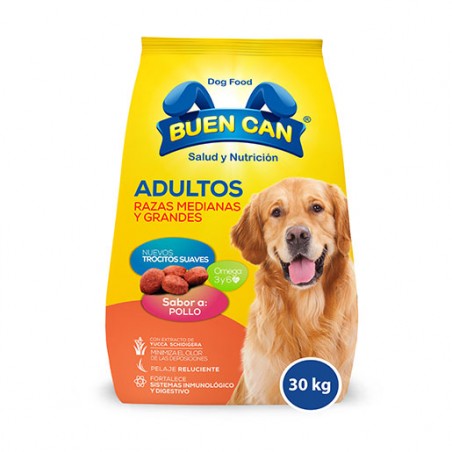 Dog Food
BUEN CAN®
Salud y Nutrición
ADULTOS
RAZAS MEDIANAS
Y GRANDES
NUEVOS
TROCITOS SUAVES
Omega
3 y 6
Sabor a:
POLLO
CON EXTRACTO DE
YUCCA SCHIDIGERA
MINIMIZA EL OLOR
DE LAS DEPOSICIONES
PELAJE RELUCIENTE
FORTALECE
SISTEMAS INMUNOLÓGICO
Y DIGESTIVO
30 kg